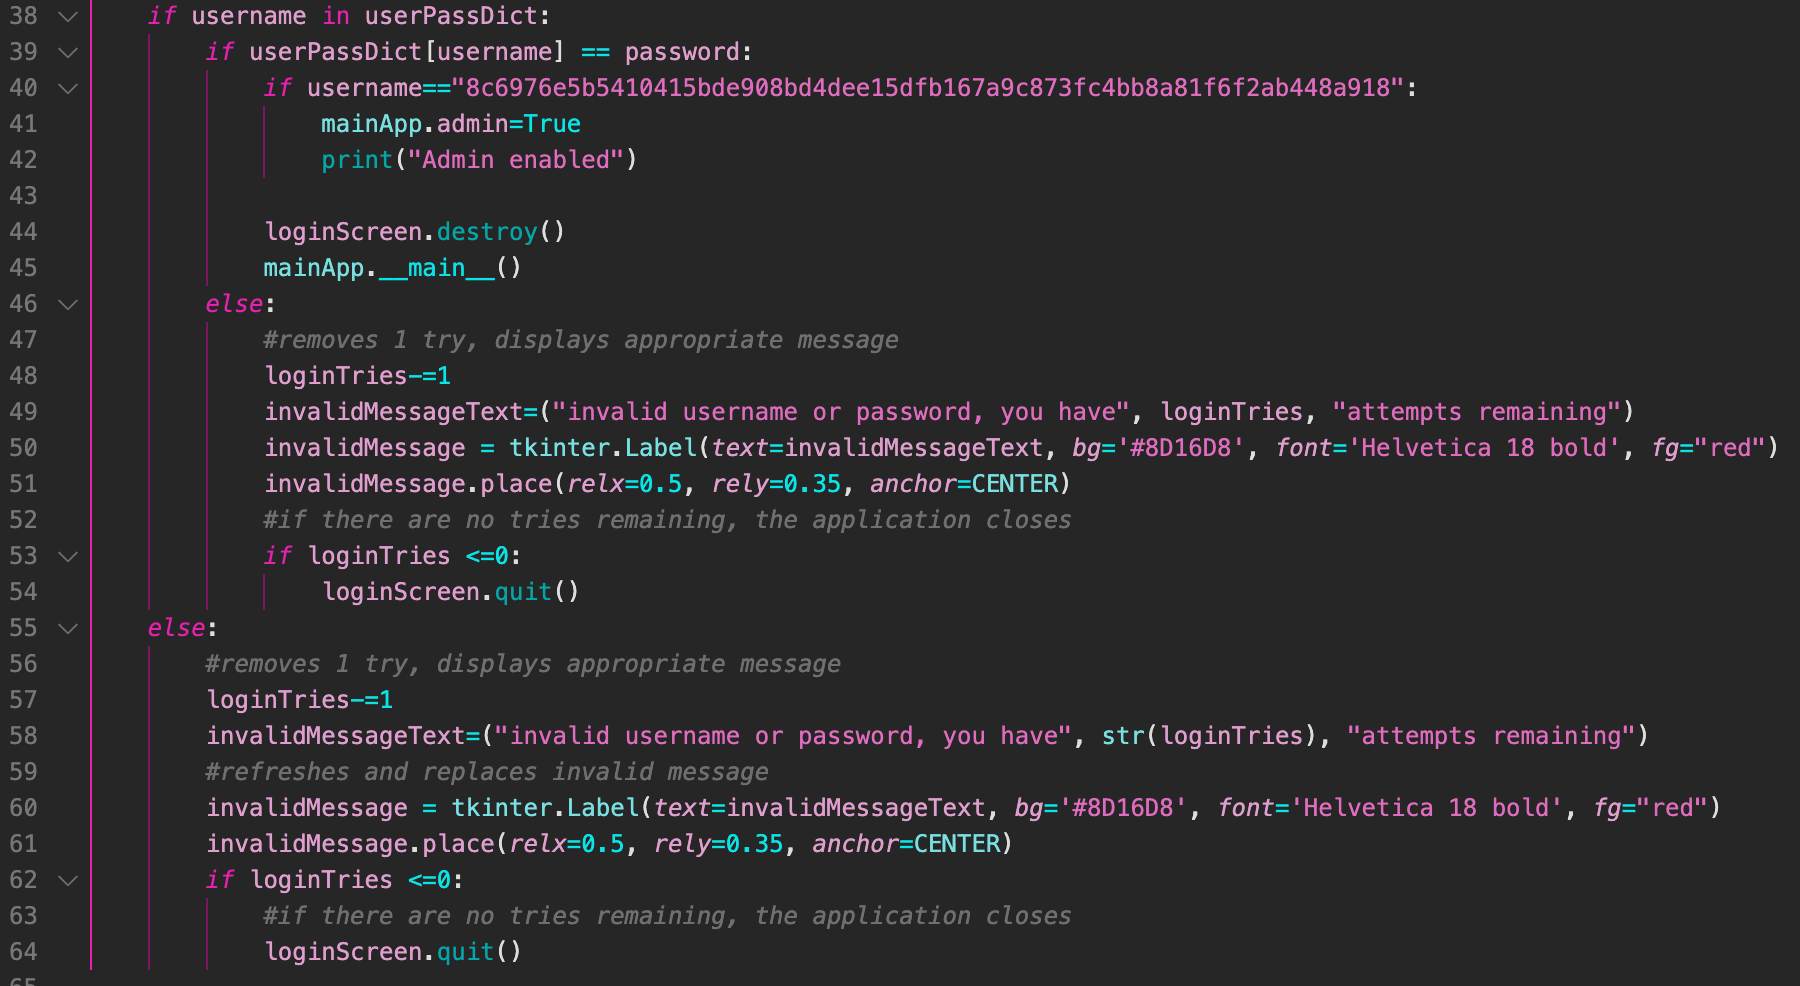 38 if username in userPassDict:
39 if userPassDict[username] == password:
40 if username=="8c6976e5b5410415bde908bd4dee15dfb167a9c873fc4bb8a81f6f2ab448a918":
41 mainApp.admin=True
42 print("Admin enabled")
43
44 loginScreen.destroy()
45 mainApp.__main__()
46 else:
47 #removes 1 try, displays appropriate message
48 loginTries-=1
49 invalidMessageText=("invalid username or password, you have", loginTries, "attempts remaining")
50 invalidMessage = tkinter.Label(text=invalidMessageText, bg='#8D16D8', font='Helvetica 18 bold', fg="red")
51 invalidMessage.place(relx=0.5, rely=0.35, anchor=CENTER)
52 #if there are no tries remaining, the application closes
53 if loginTries <=0:
54 loginScreen.quit()
55 else:
56 #removes 1 try, displays appropriate message
57 loginTries-=1
58 invalidMessageText=("invalid username or password, you have", str(loginTries), "attempts remaining")
59 #refreshes and replaces invalid message
60 invalidMessage = tkinter.Label(text=invalidMessageText, bg='#8D16D8', font='Helvetica 18 bold', fg="red")
61 invalidMessage.place(relx=0.5, rely=0.35, anchor=CENTER)
62 if loginTries <=0:
63 #if there are no tries remaining, the application closes
64 loginScreen.quit()
65